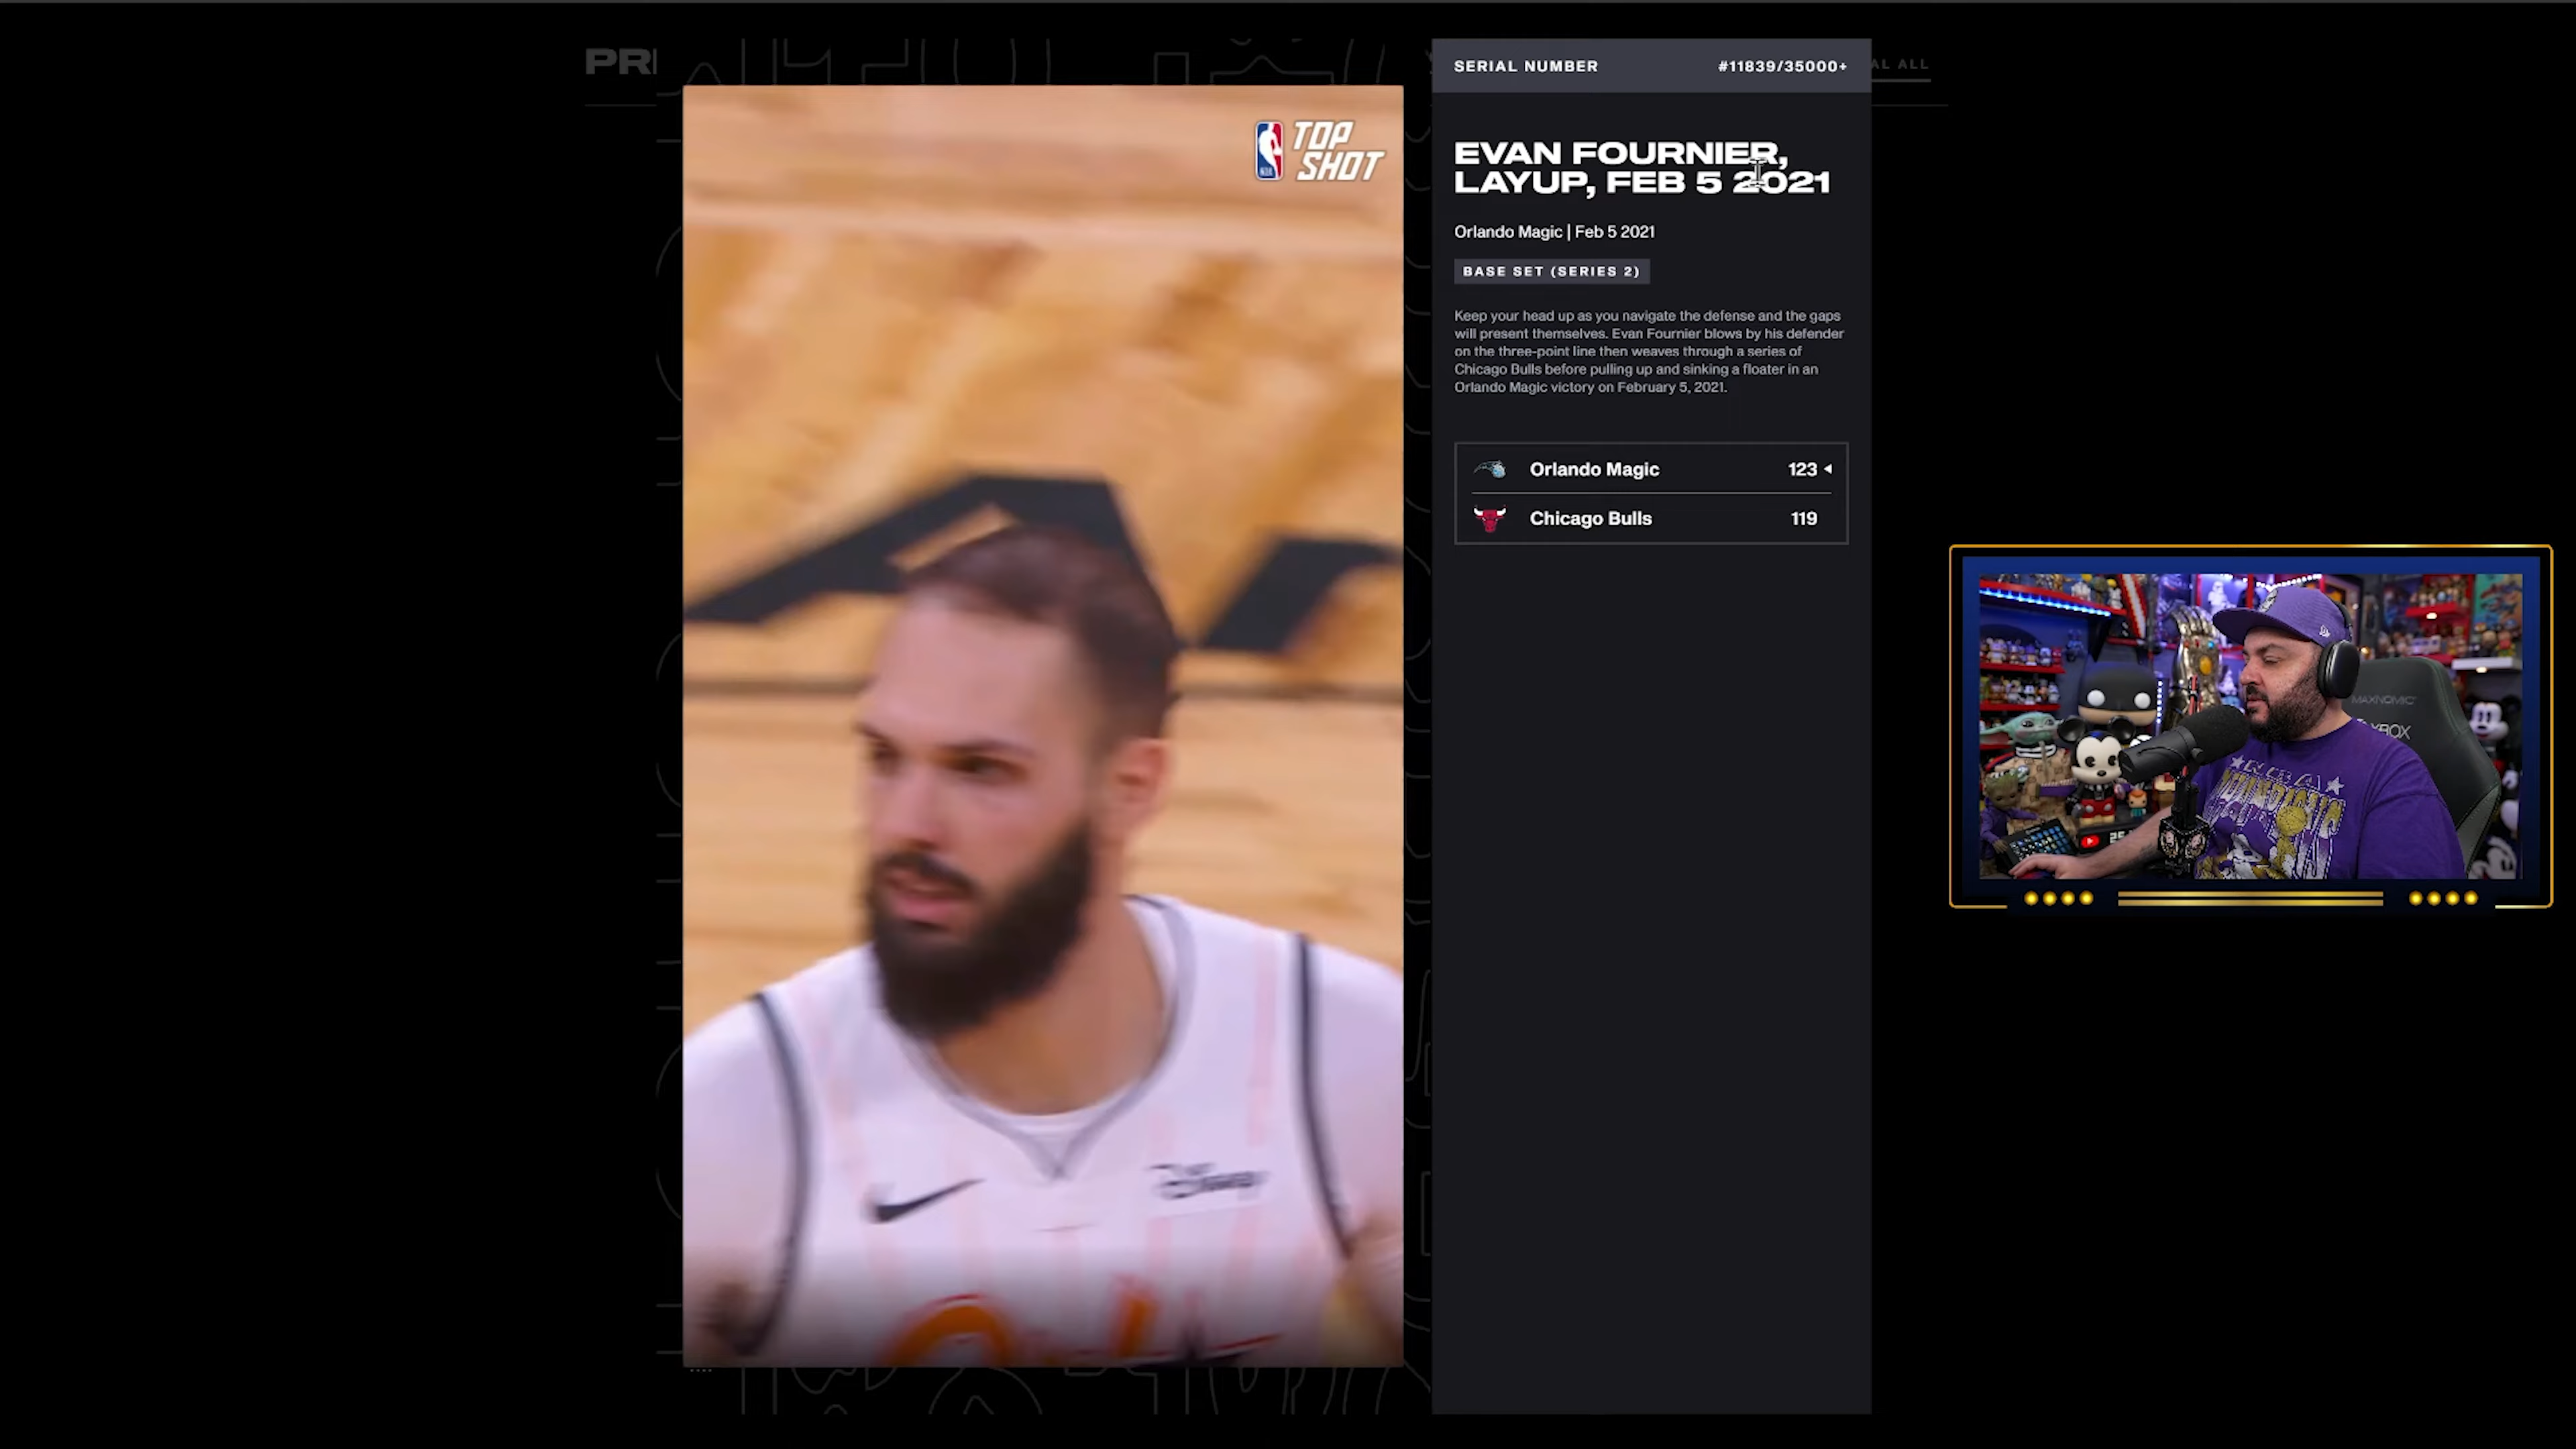 PRI
AL ALL
SERIAL NUMBER #11839/35000+
TOP
SHOT
EVAN FOURNIER,
LAYUP, FEB 5 2021
Orlando Magic | Feb 5 2021
BASE SET (SERIES 2)
Keep your head up as you navigate the defense and the gaps
will present themselves. Evan Fournier blows by his defender
on the three-point line then weaves through a series of
Chicago Bulls before pulling up and sinking a floater in an
Orlando Magic victory on February 5, 2021.
Orlando Magic 123
Chicago Bulls 119
Disney
MAXNOMIC
XBOX